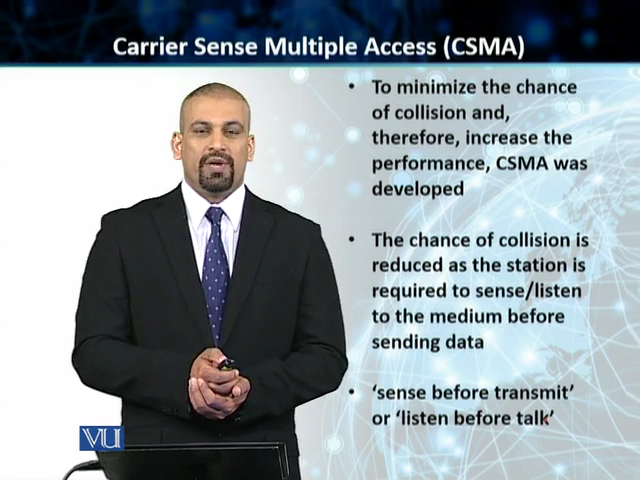 Carrier Sense Multiple Access (CSMA)
• To minimize the chance
of collision and,
therefore, increase the
performance, CSMA was
developed
• The chance of collision is
reduced as the station is
required to sense/listen
to the medium before
sending data
• ‘sense before transmit’
or ‘listen before talk’
VU